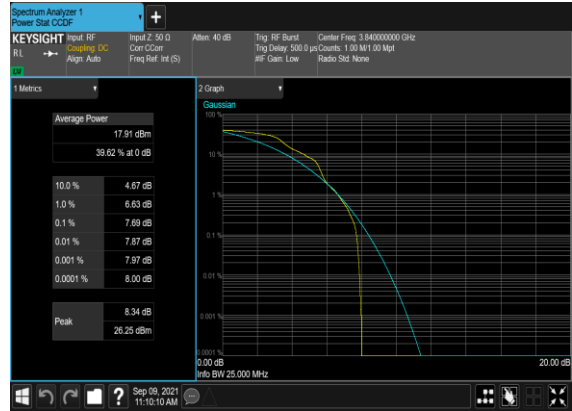 Spectrum Analyzer 1
Power Stat CCDF
KEYSIGHT
RL
Input: RF
Coupling: DC
Align: Auto
Input Z: 50 Ω
Corr CCorr
Freq Ref: Int (S)
Atten: 40 dB
Trig: RF Burst
Trig Delay: 500.0 µs
#IF Gain: Low
Center Freq: 3.840000000 GHz
Counts: 1.00 M/1.00 Mpt
Radio Std: None
1 Metrics
Average Power
17.91 dBm
39.62 % at 0 dB
10.0 % 4.67 dB
1.0 % 6.63 dB
0.1 % 7.69 dB
0.01 % 7.87 dB
0.001 % 7.97 dB
0.0001 % 8.00 dB
Peak
8.34 dB
26.25 dBm
2 Graph
Gaussian
100 %
10 %
1 %
0.1 %
0.01 %
0.001 %
0.0001 %
0.00 dB 20.00 dB
Info BW 25.000 MHz
? Sep 09, 2021
11:10:10 AM